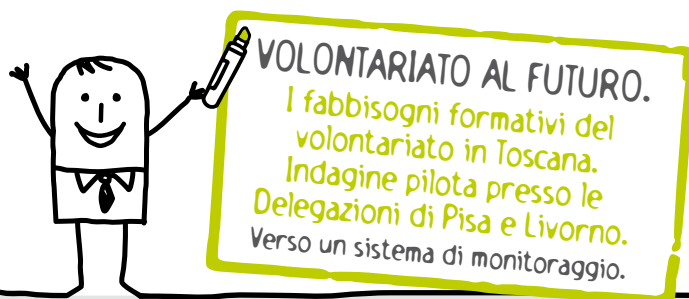 VOLONTARIATO AL FUTURO.
I fabbisogni formativi del
volontariato in Toscana.
Indagine pilota presso le
Delegazioni di Pisa e Livorno.
Verso un sistema di monitoraggio.